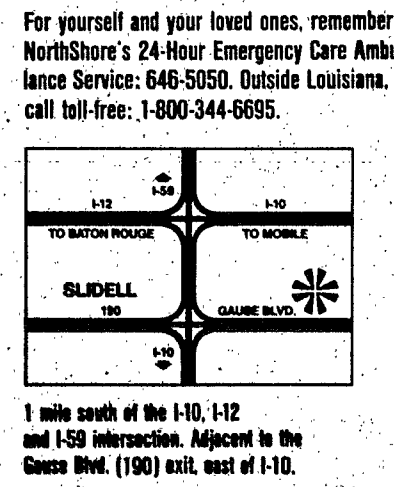 For yourself and your loved ones, remember
NorthShore's 24-Hour Emergency Care Ambu
lance Service: 646-5050. Outside Louisiana,
call toll-free: 1-800-344-6695.
I-59
I-12 I-10
TO BATON ROUGE TO MOBILE
SLIDELL
190 GAUSE BLVD.
I-10
1 mile south of the I-10, I-12
and I-59 intersection. Adjacent to the
Gause Blvd. (190) exit, east of I-10.